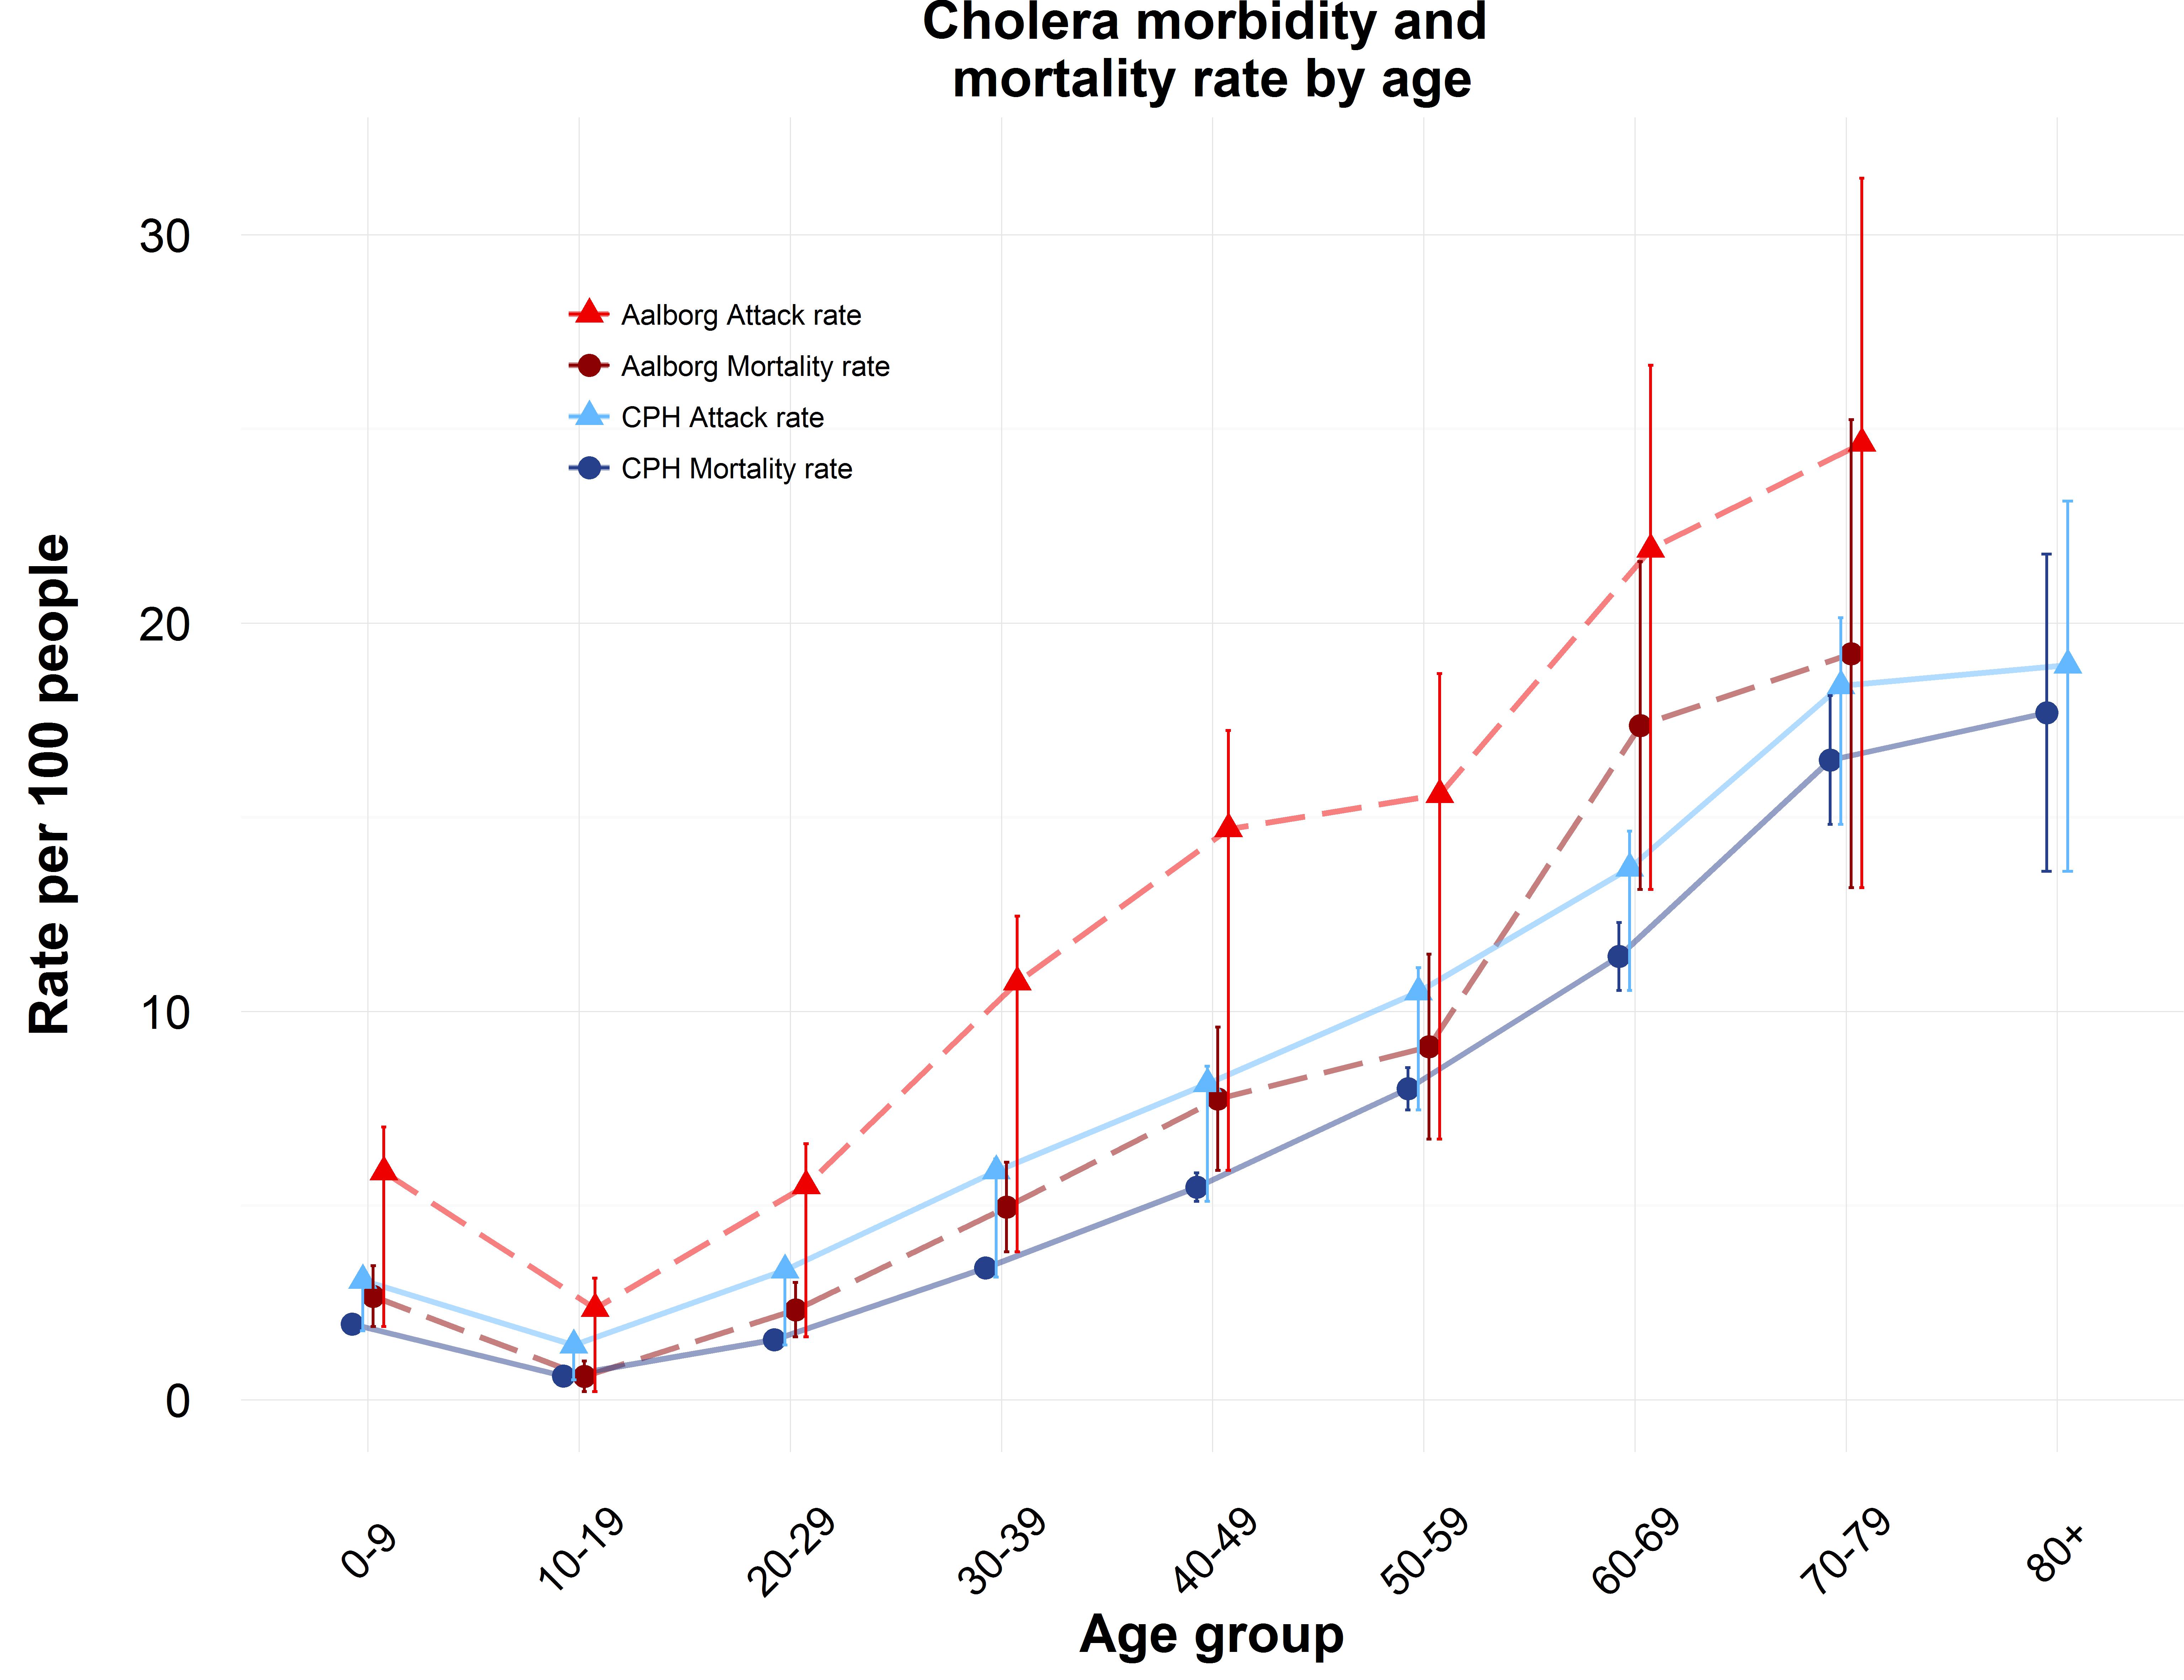 Cholera morbidity and
mortality rate by age
Rate per 100 people
30
20
10
0
Aalborg Attack rate
Aalborg Mortality rate
CPH Attack rate
CPH Mortality rate
0-9
10-19
20-29
30-39
40-49
50-59
60-69
70-79
80+
Age group